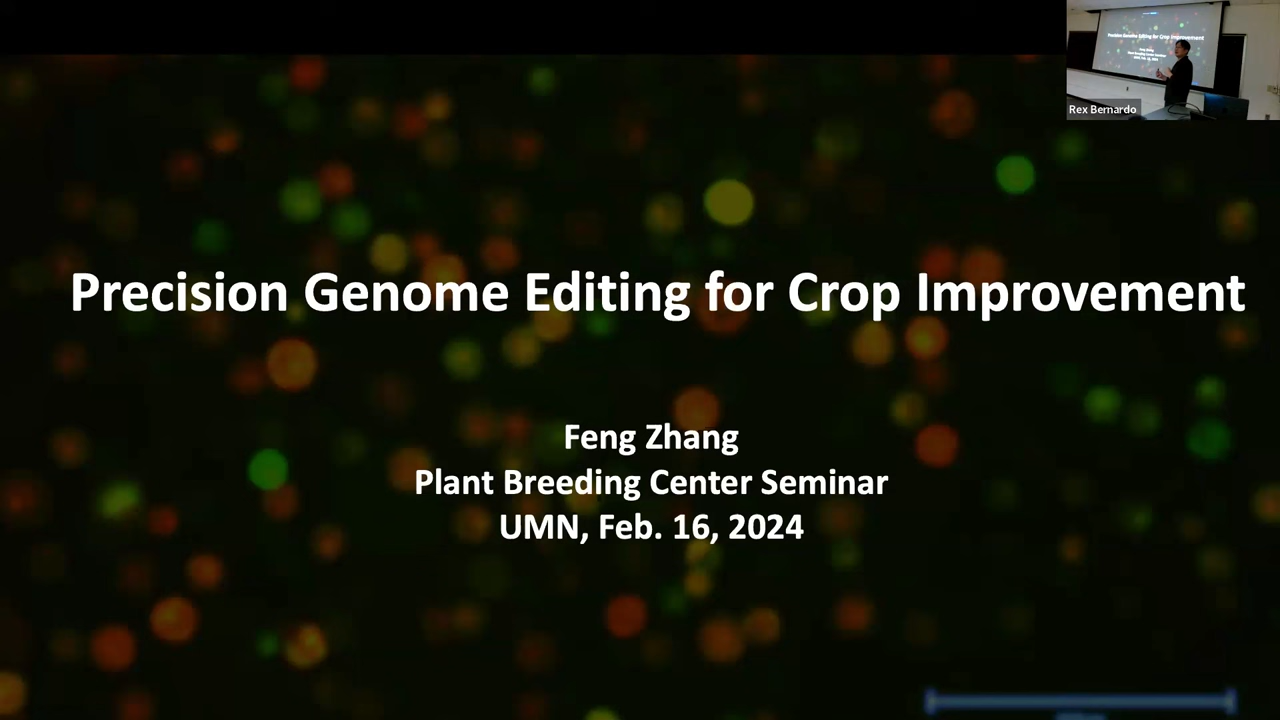 Rex Bernardo
Precision Genome Editing for Crop Improvement
Feng Zhang
Plant Breeding Center Seminar
UMN, Feb. 16, 2024